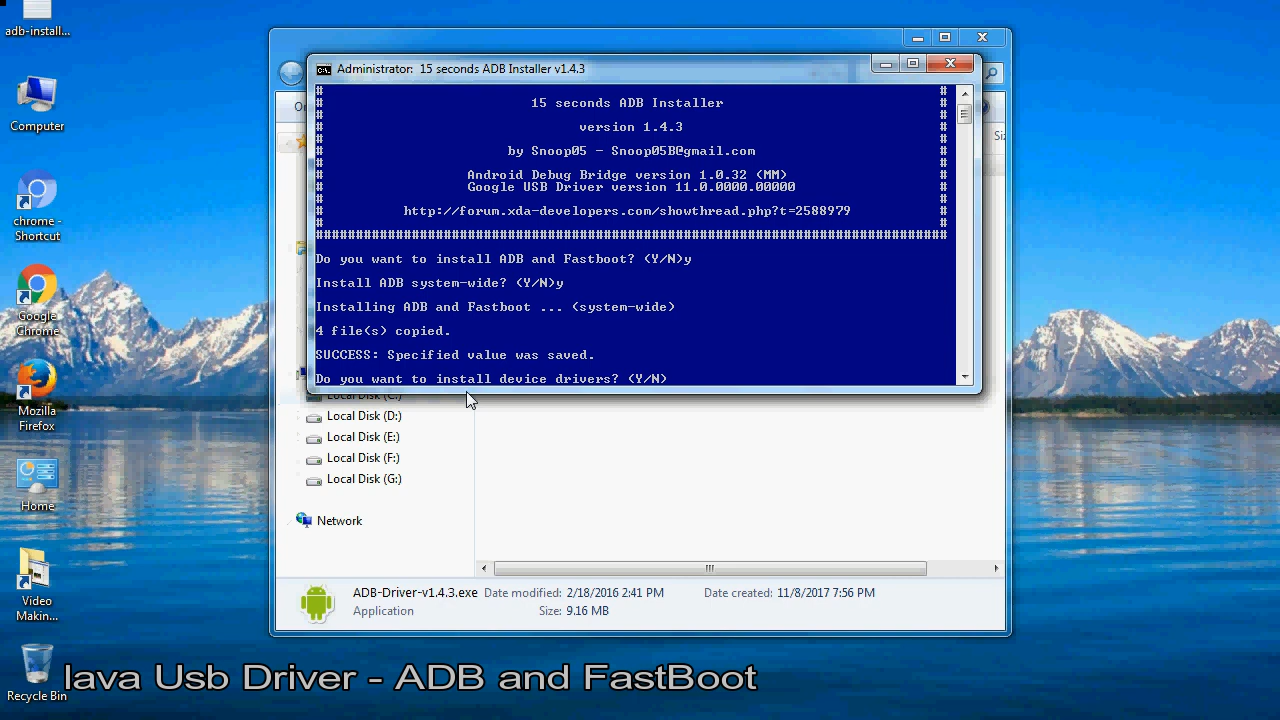 adb-install...
Computer
chrome -
Shortcut
Google
Chrome
Mozilla
Firefox
Home
Video
Makin...
Recycle Bin
Administrator: 15 seconds ADB Installer v1.4.3
15 seconds ADB Installer
version 1.4.3
by Snoop05 - Snoop05B@gmail.com
Android Debug Bridge version 1.0.32 (MM)
Google USB Driver version 11.0.0000.00000
http://forum.xda-developers.com/showthread.php?t=2588979
################################################################################
Do you want to install ADB and Fastboot? (Y/N)y
Install ADB system-wide? (Y/N)y
Installing ADB and Fastboot ... (system-wide)
4 file(s) copied.
SUCCESS: Specified value was saved.
Do you want to install device drivers? (Y/N)
Local Disk (C:)
Local Disk (D:)
Local Disk (E:)
Local Disk (F:)
Local Disk (G:)
Network
ADB-Driver-v1.4.3.exe Date modified: 2/18/2016 2:41 PM Date created: 11/8/2017 7:56 PM
Application Size: 9.16 MB
lava Usb Driver - ADB and FastBoot